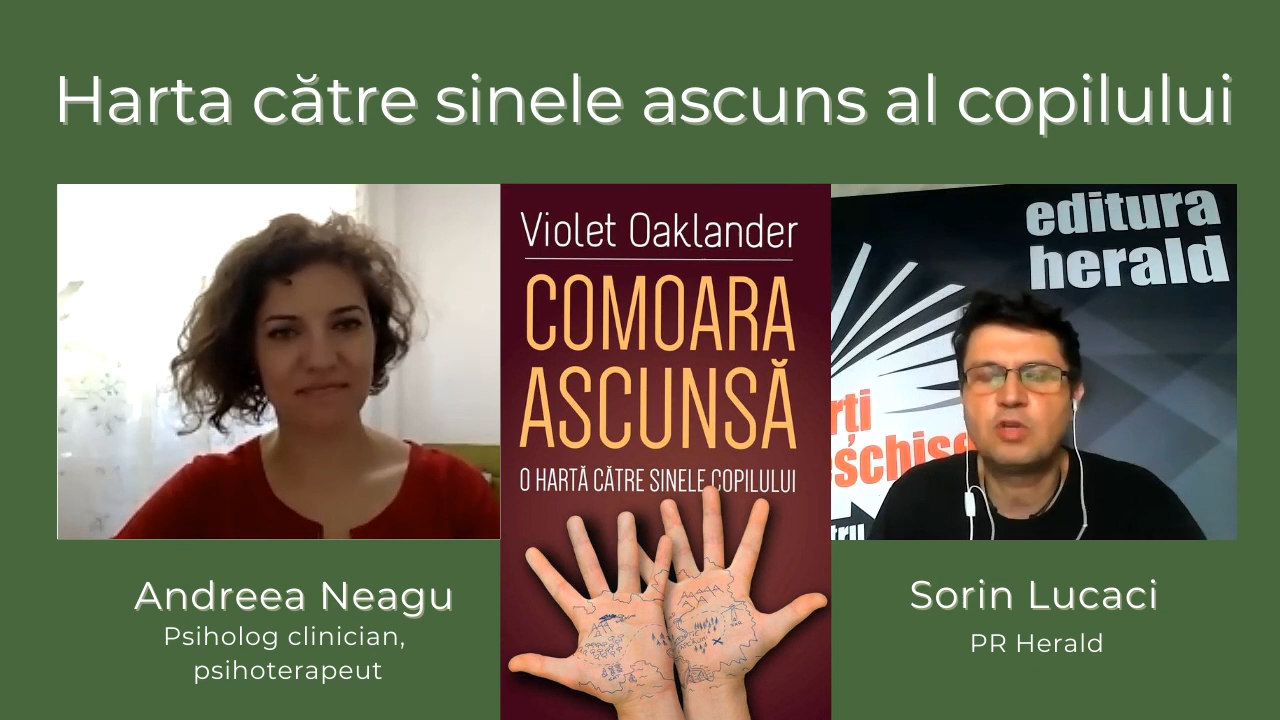 Harta către sinele ascuns al copilului
Violet Oaklander
COMOARA
ASCUNSĂ
O HARTĂ CĂTRE SINELE COPILULUI
editura
herald
Andreea Neagu
Psiholog clinician,
psihoterapeut
Sorin Lucaci
PR Herald